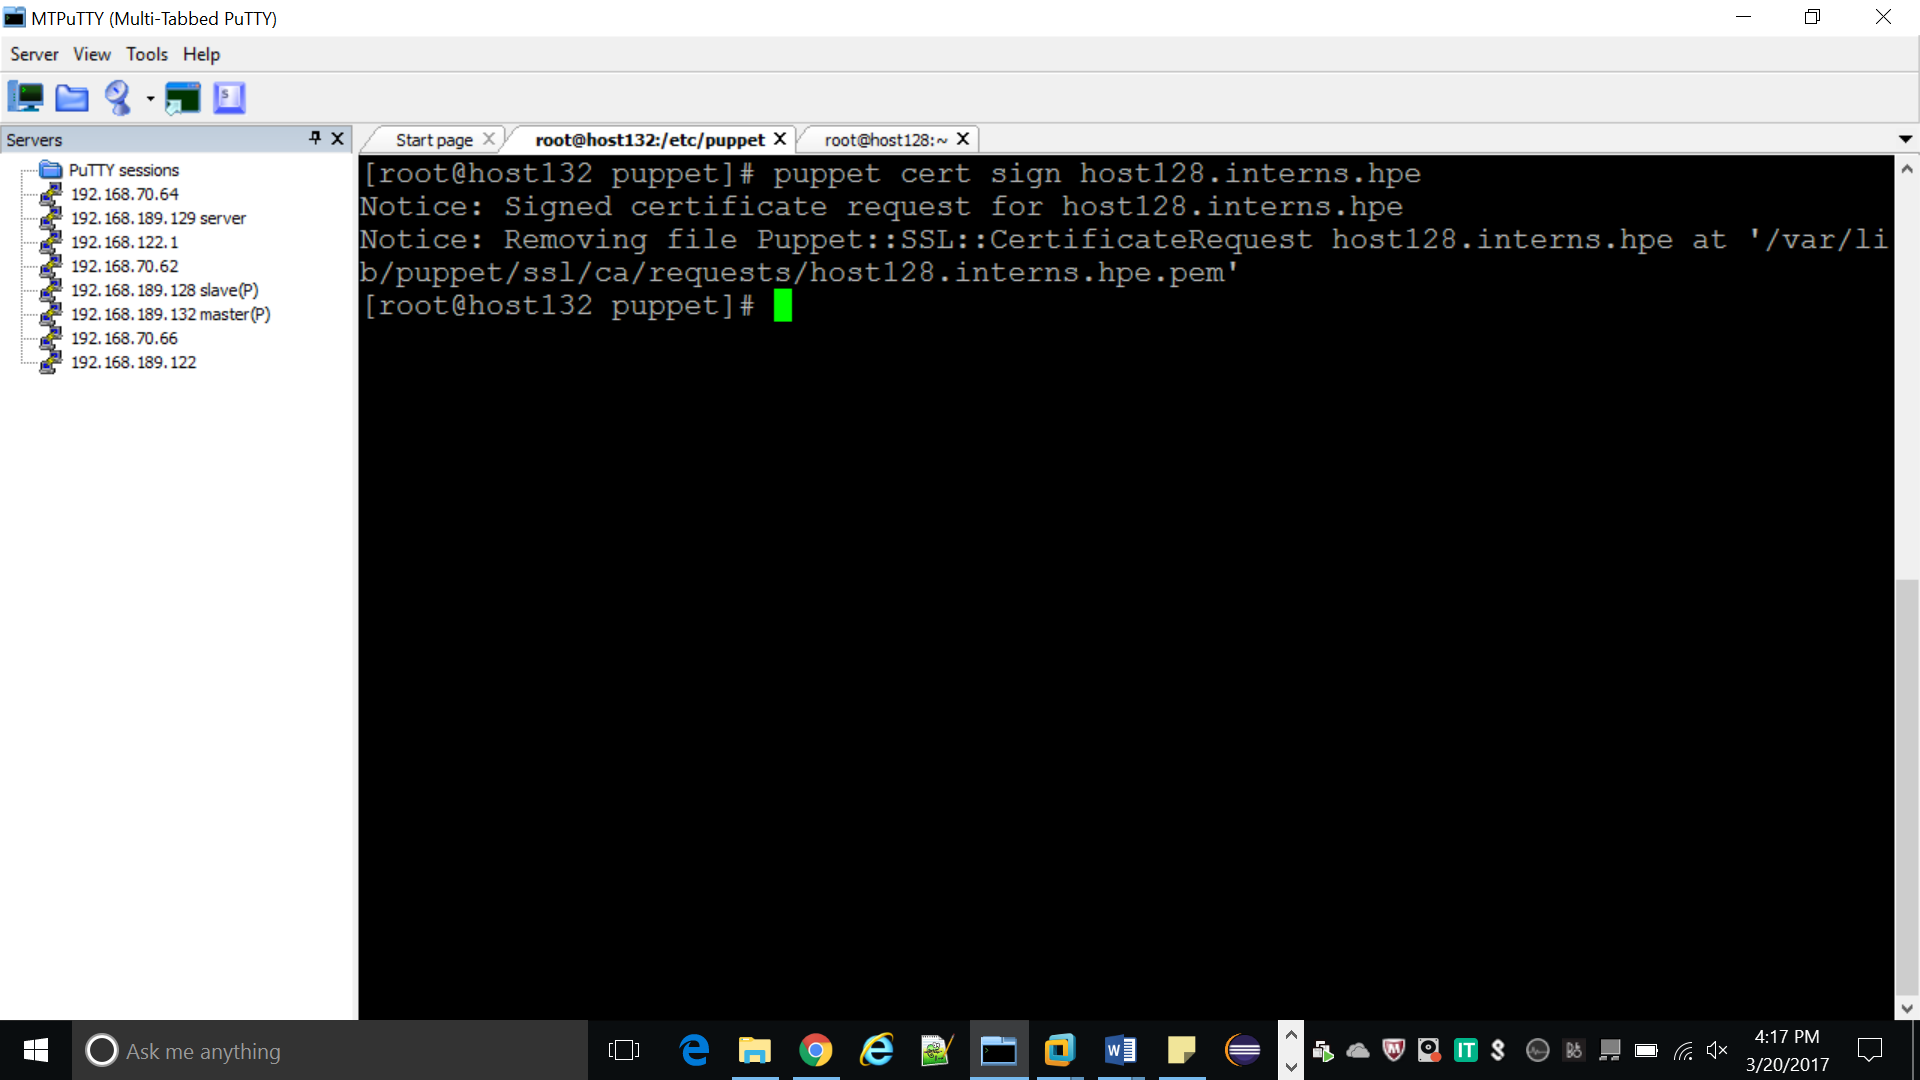 MTPuTTY (Multi-Tabbed PuTTY)
Server View Tools Help
Servers
Start page
root@host132:/etc/puppet
root@host128:~
PuTTY sessions
192.168.70.64
192.168.189.129 server
192.168.122.1
192.168.70.62
192.168.189.128 slave(P)
192.168.189.132 master(P)
192.168.70.66
192.168.189.122
[root@host132 puppet]# puppet cert sign host128.interns.hpe
Notice: Signed certificate request for host128.interns.hpe
Notice: Removing file Puppet::SSL::CertificateRequest host128.interns.hpe at '/var/li
b/puppet/ssl/ca/requests/host128.interns.hpe.pem'
[root@host132 puppet]#
Ask me anything
IT
4:17 PM
3/20/2017